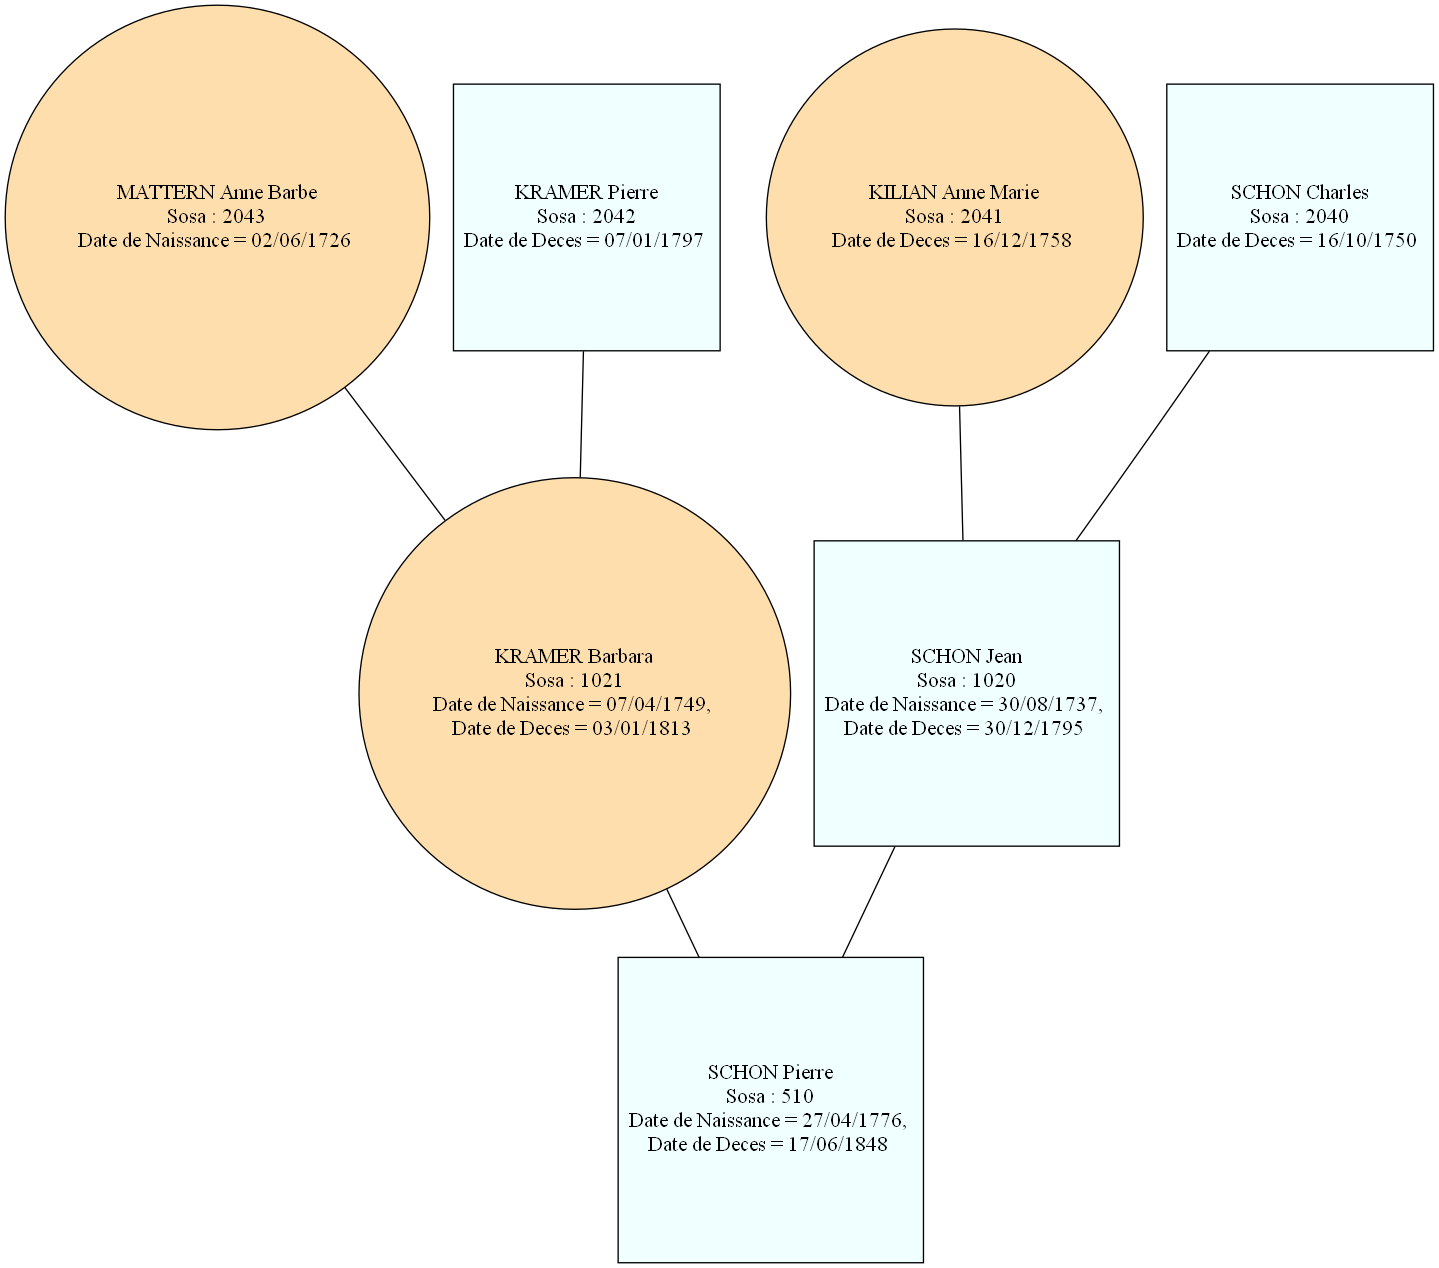 MATTERN Anne Barbe
Sosa : 2043
Date de Naissance = 02/06/1726
KRAMER Pierre
Sosa : 2042
Date de Deces = 07/01/1797
KILIAN Anne Marie
Sosa : 2041
Date de Deces = 16/12/1758
SCHON Charles
Sosa : 2040
Date de Deces = 16/10/1750
KRAMER Barbara
Sosa : 1021
Date de Naissance = 07/04/1749,
Date de Deces = 03/01/1813
SCHON Jean
Sosa : 1020
Date de Naissance = 30/08/1737,
Date de Deces = 30/12/1795
SCHON Pierre
Sosa : 510
Date de Naissance = 27/04/1776,
Date de Deces = 17/06/1848